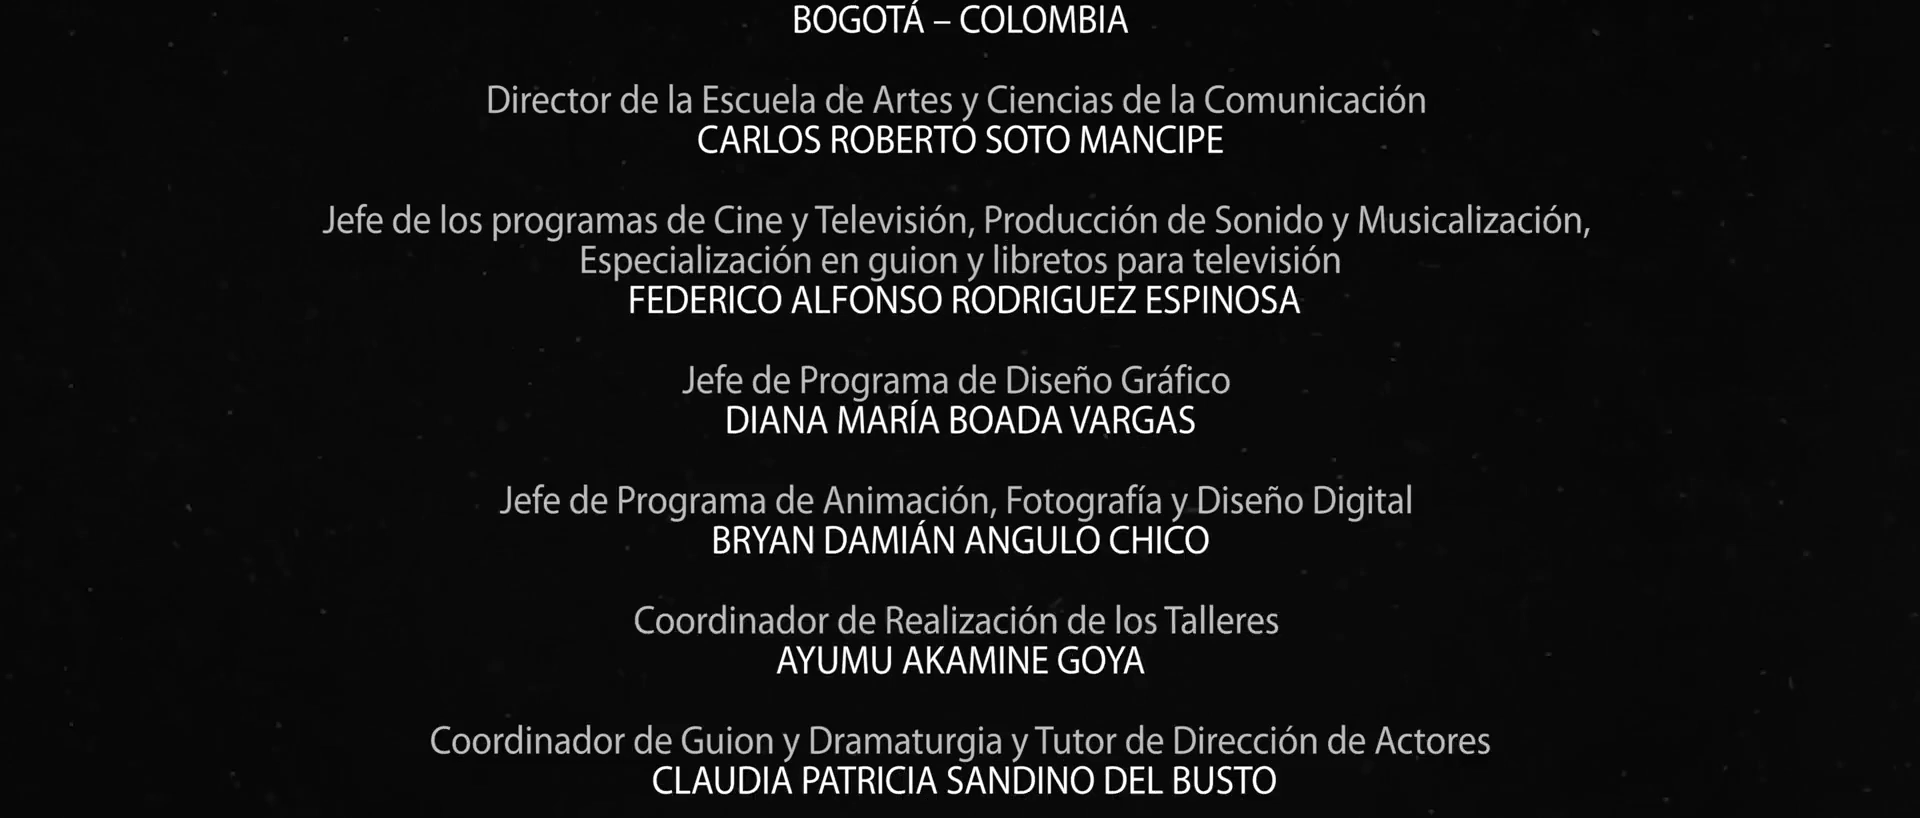 BOGOTÁ – COLOMBIA
Director de la Escuela de Artes y Ciencias de la Comunicación
CARLOS ROBERTO SOTO MANCIPE
Jefe de los programas de Cine y Televisión, Producción de Sonido y Musicalización,
Especialización en guion y libretos para televisión
FEDERICO ALFONSO RODRIGUEZ ESPINOSA
Jefe de Programa de Diseño Gráfico
DIANA MARÍA BOADA VARGAS
Jefe de Programa de Animación, Fotografía y Diseño Digital
BRYAN DAMIÁN ANGULO CHICO
Coordinador de Realización de los Talleres
AYUMU AKAMINE GOYA
Coordinador de Guion y Dramaturgia y Tutor de Dirección de Actores
CLAUDIA PATRICIA SANDINO DEL BUSTO